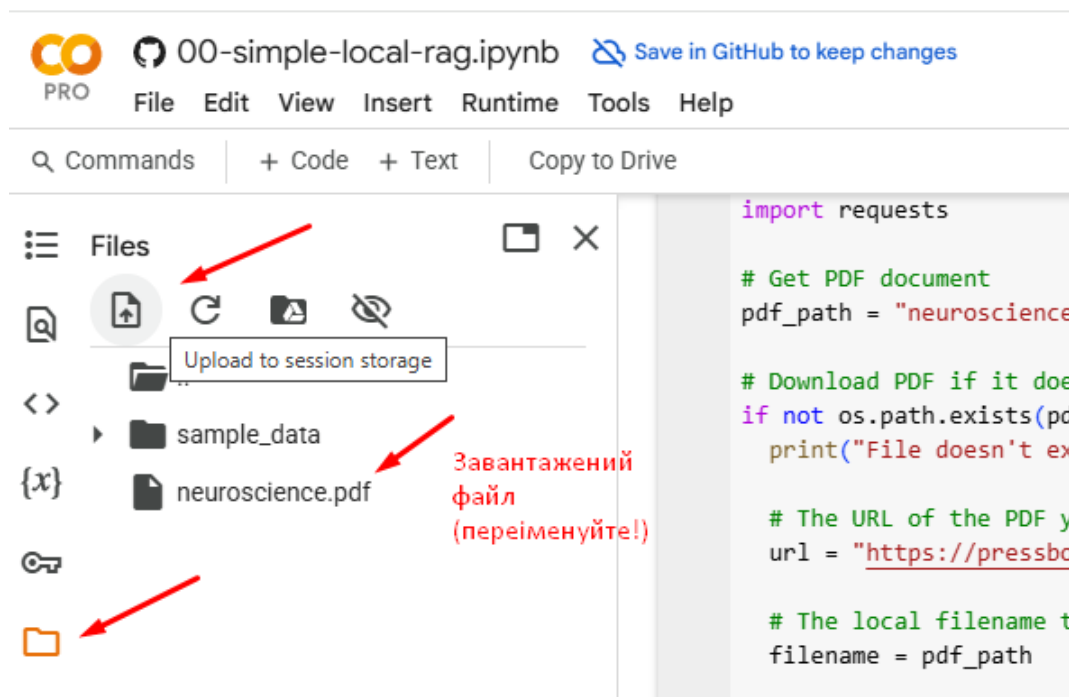 00-simple-local-rag.ipynb Save in GitHub to keep changes
PRO
File Edit View Insert Runtime Tools Help
Commands + Code + Text Copy to Drive
Files
Upload to session storage
..
sample_data
neuroscience.pdf
Завантажений
файл
(переіменуйте!)
{x}
import requests
# Get PDF document
pdf_path = "neuroscience
# Download PDF if it doe
if not os.path.exists(pd
print("File doesn't ex
# The URL of the PDF y
url = "https://pressbo
# The local filename t
filename = pdf_path